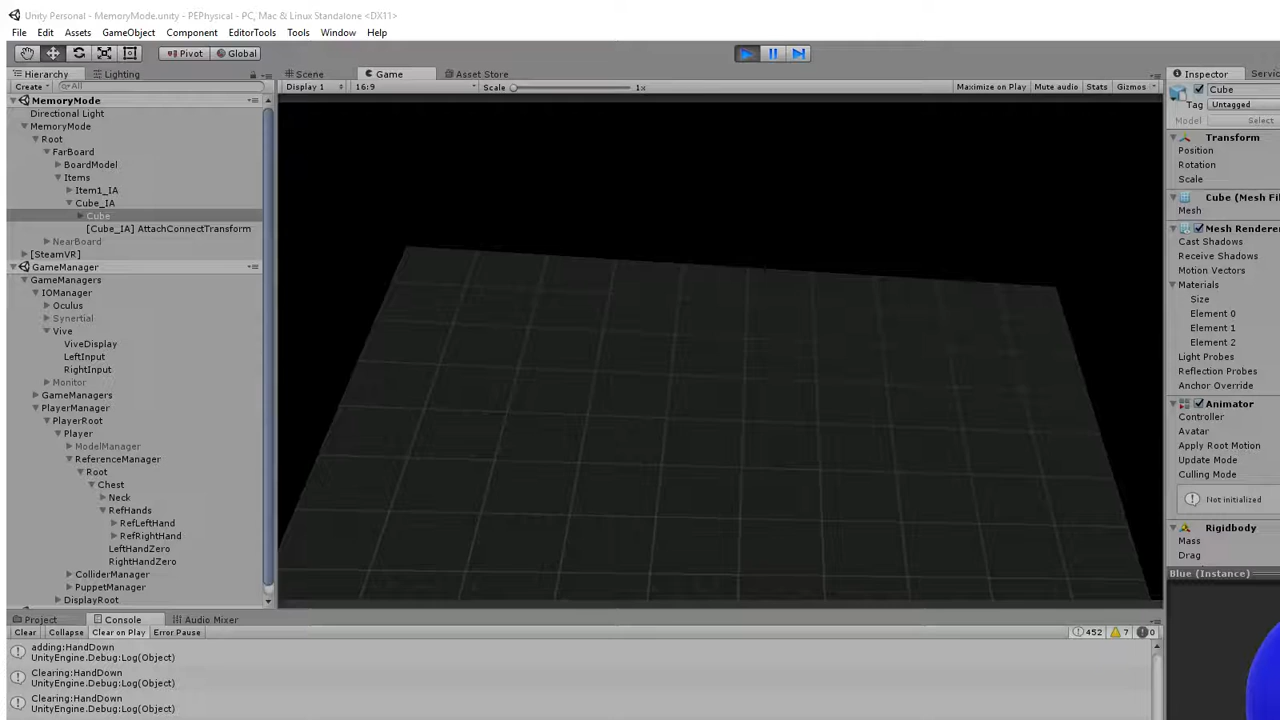 Unity Personal - MemoryMode.unity - PEPhysical - PC, Mac & Linux Standalone <DX11>
File Edit Assets GameObject Component EditorTools Tools Window Help
Pivot Global
Hierarchy Lighting
Create All
MemoryMode
Directional Light
MemoryMode
Root
FarBoard
BoardModel
Items
Item1_IA
Cube_IA
Cube
[Cube_IA] AttachConnectTransform
NearBoard
[SteamVR]
GameManager
GameManagers
IOManager
Oculus
Synertial
Vive
ViveDisplay
LeftInput
RightInput
Monitor
GameManagers
PlayerManager
PlayerRoot
Player
ModelManager
ReferenceManager
Root
Chest
Neck
RefHands
RefLeftHand
RefRightHand
LeftHandZero
RightHandZero
ColliderManager
PuppetManager
DisplayRoot
Scene Game Asset Store
Display 1 16:9 Scale 1x Maximize on Play Mute audio Stats Gizmos
Inspector Servic
Cube
Tag Untagged
Model Select
Transform
Position
Rotation
Scale
Cube (Mesh Fil
Mesh
Mesh Rendere
Cast Shadows
Receive Shadows
Motion Vectors
Materials
Size
Element 0
Element 1
Element 2
Light Probes
Reflection Probes
Anchor Override
Animator
Controller
Avatar
Apply Root Motion
Update Mode
Culling Mode
Not initialized
Rigidbody
Mass
Drag
Blue (Instance)
Project Console Audio Mixer
Clear Collapse Clear on Play Error Pause 452 7 0
adding:HandDown
UnityEngine.Debug:Log(Object)
Clearing:HandDown
UnityEngine.Debug:Log(Object)
Clearing:HandDown
UnityEngine.Debug:Log(Object)